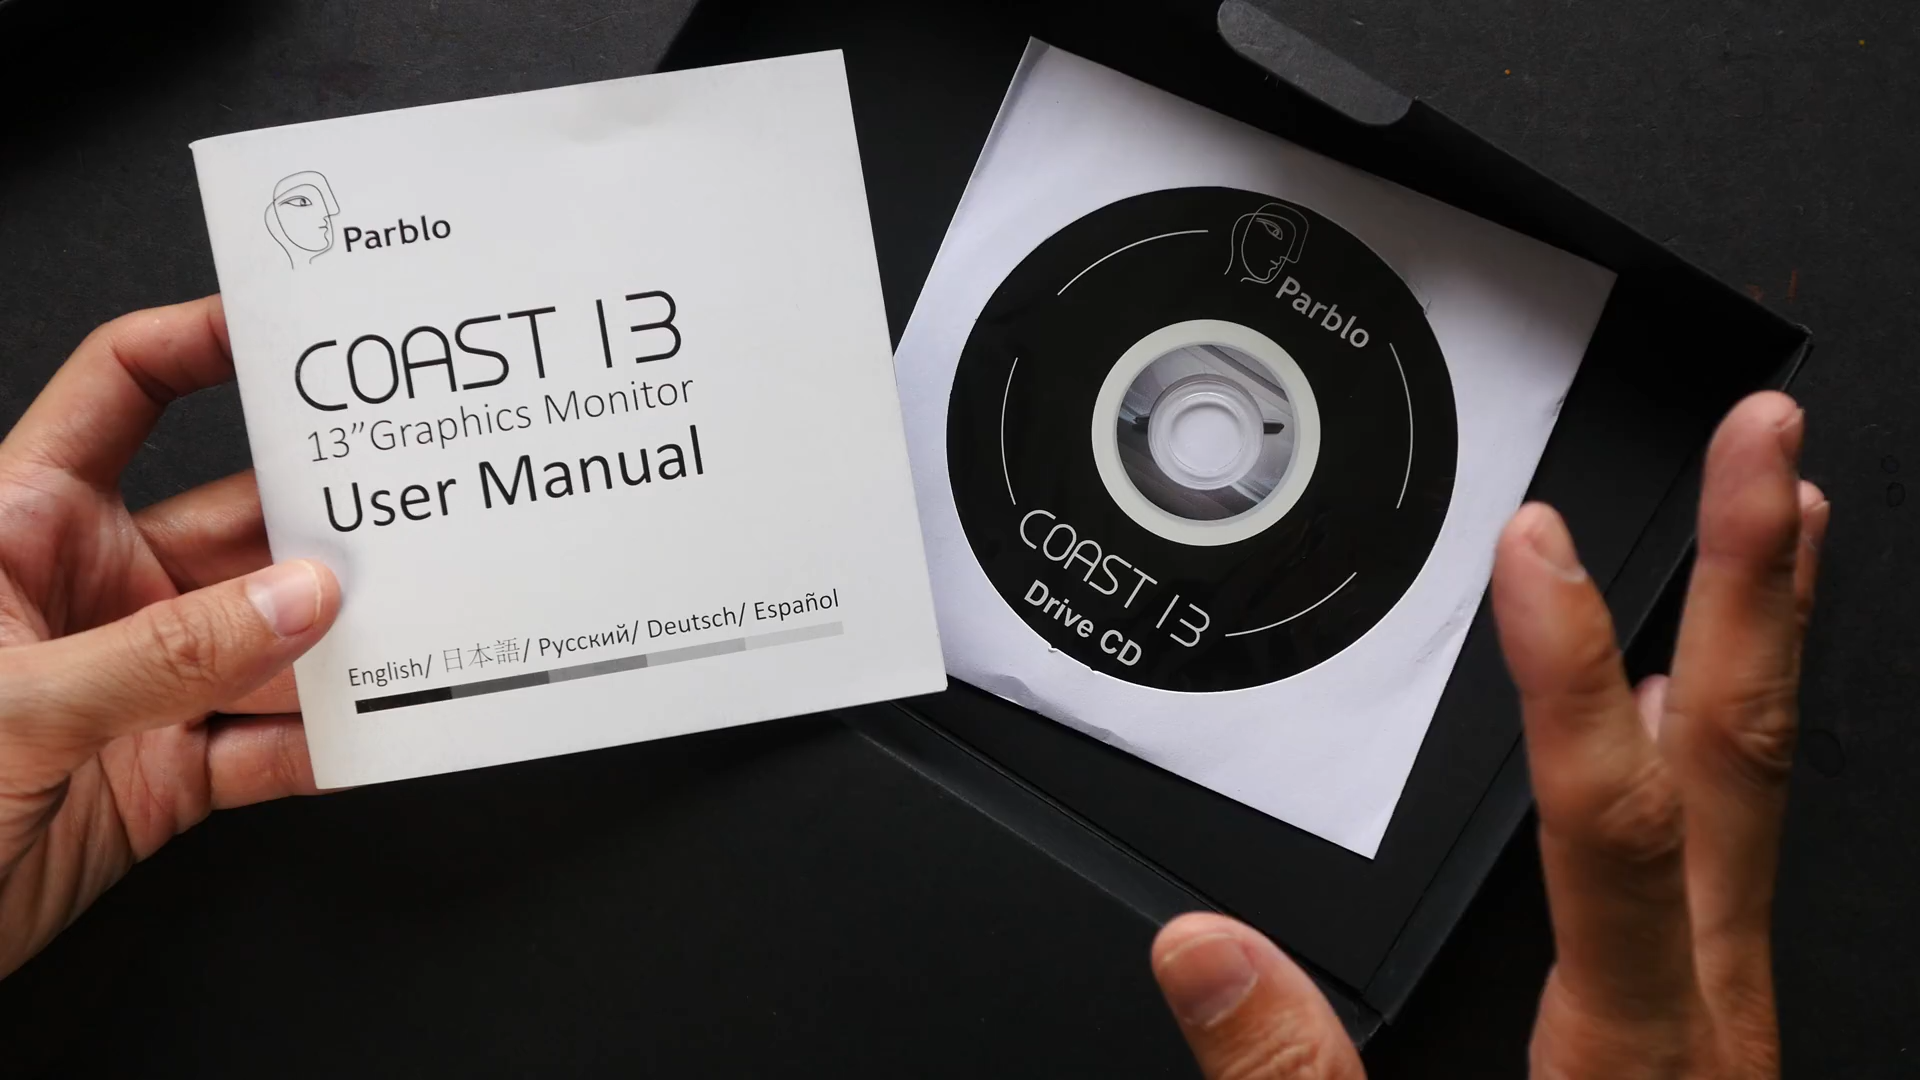 Parblo
COAST 13
13”Graphics Monitor
User Manual
English/ 日本語/ Русский/ Deutsch/ Español
Parblo
COAST 13
Drive CD